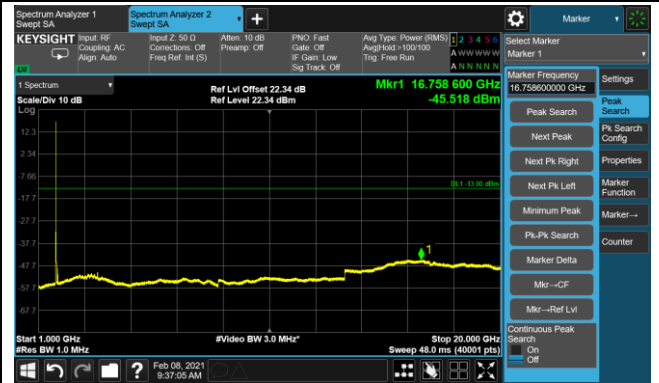 Spectrum Analyzer 1
Swept SA
Spectrum Analyzer 2
Swept SA
+
Marker
KEYSIGHT
Input: RF
Coupling: AC
Align: Auto
Input Z: 50 Ω
Corrections: Off
Freq Ref: Int (S)
Atten: 10 dB
Preamp: Off
PNO: Fast
Gate: Off
IF Gain: Low
Sig Track: Off
Avg Type: Power (RMS)
Avg|Hold:>100/100
Trig: Free Run
1 2 3 4 5 6
A W W W W W
A N N N N N
Select Marker
Marker 1
LXI
1 Spectrum
Scale/Div 10 dB
Ref Lvl Offset 22.34 dB
Ref Level 22.34 dBm
Mkr1 16.758 600 GHz
-45.518 dBm
Log
12.3
2.34
-7.66
-17.7
-27.7
-37.7
-47.7
-57.7
-67.7
DL1 -13.00 dBm
1
Start 1.000 GHz
#Res BW 1.0 MHz
#Video BW 3.0 MHz*
Stop 20.000 GHz
Sweep 48.0 ms (40001 pts)
Marker Frequency
16.758600000 GHz
Peak Search
Next Peak
Next Pk Right
Next Pk Left
Minimum Peak
Pk-Pk Search
Marker Delta
Mkr→CF
Mkr→Ref Lvl
Continuous Peak
Search
On
Off
Settings
Peak
Search
Pk Search
Config
Properties
Marker
Function
Marker→
Counter
?
Feb 08, 2021
9:37:05 AM